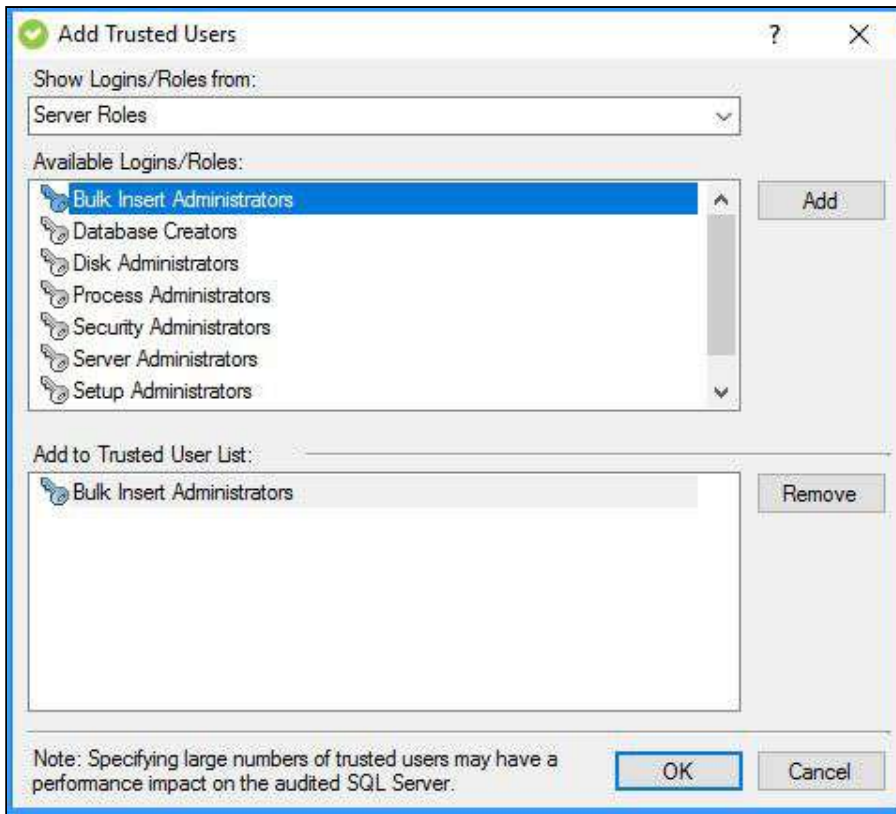 Add Trusted Users
?
Show Logins/Roles from:
Server Roles
Available Logins/Roles:
Bulk Insert Administrators
Add
Database Creators
Disk Administrators
Process Administrators
Security Administrators
Server Administrators
Setup Administrators
Add to Trusted User List:
Bulk Insert Administrators
Remove
Note: Specifying large numbers of trusted users may have a
performance impact on the audited SQL Server.
OK
Cancel